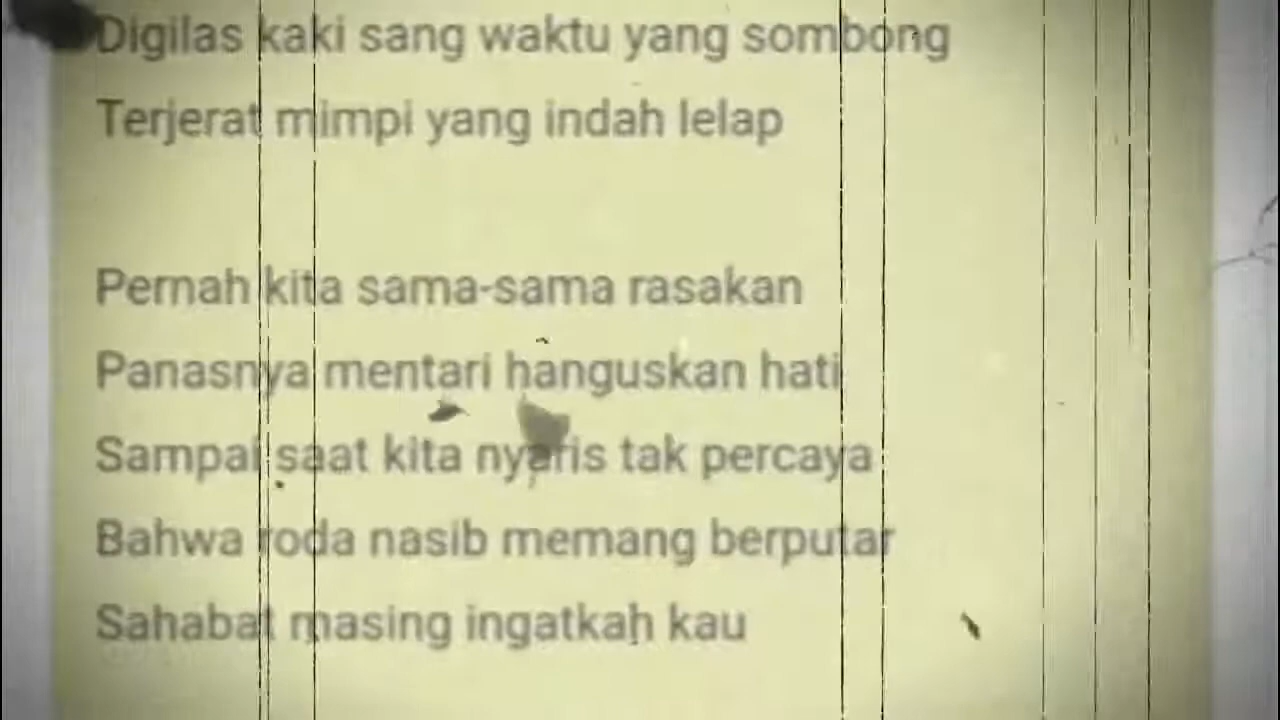 Digilas kaki sang waktu yang sombong
Terjerat mimpi yang indah lelap
Pernah kita sama-sama rasakan
Panasnya mentari hanguskan hati
Sampai saat kita nyaris tak percaya
Bahwa roda nasib memang berputar
Sahabat masing ingatkah kau